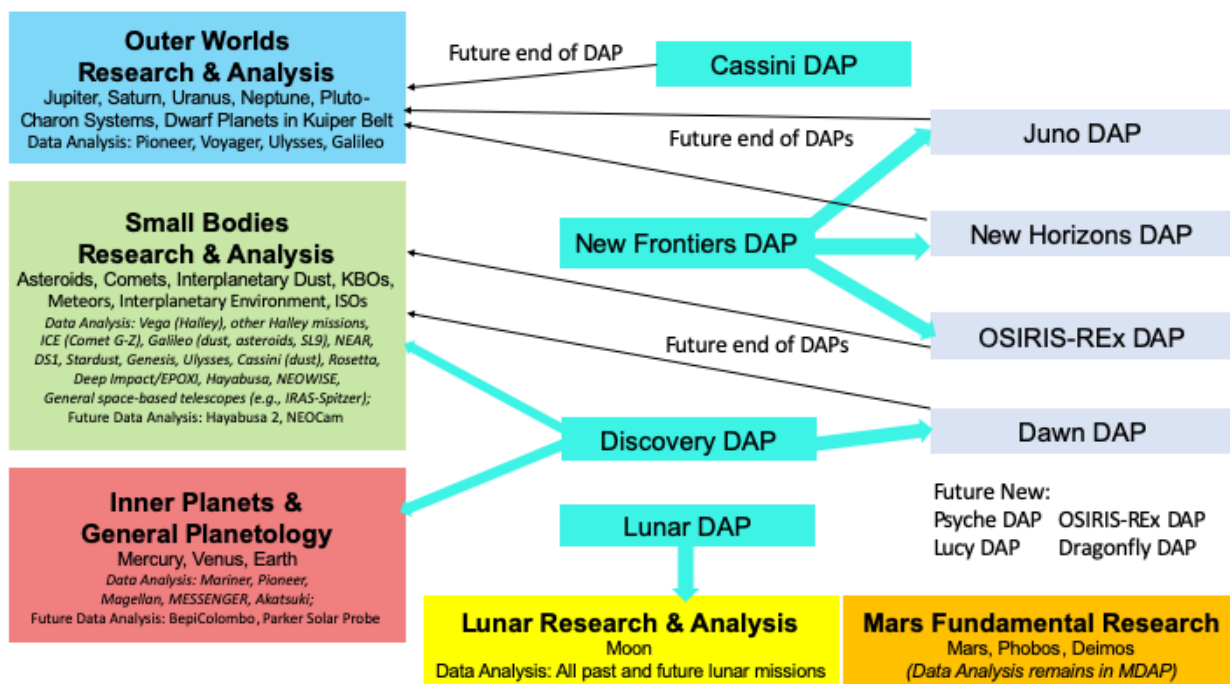 Outer Worlds
Research & Analysis
Jupiter, Saturn, Uranus, Neptune, Pluto-
Charon Systems, Dwarf Planets in Kuiper Belt
Data Analysis: Pioneer, Voyager, Ulysses, Galileo
Future end of DAP
Cassini DAP
Juno DAP
Future end of DAPs
Small Bodies
Research & Analysis
Asteroids, Comets, Interplanetary Dust, KBOs,
Meteors, Interplanetary Environment, ISOs
Data Analysis: Vega (Halley), other Halley missions,
ICE (Comet G-Z), Galileo (dust, asteroids, SL9), NEAR,
DS1, Stardust, Genesis, Ulysses, Cassini (dust), Rosetta,
Deep Impact/EPOXI, Hayabusa, NEOWISE,
General space-based telescopes (e.g., IRAS-Spitzer);
Future Data Analysis: Hayabusa 2, NEOCam
New Frontiers DAP
New Horizons DAP
OSIRIS-REx DAP
Future end of DAPs
Discovery DAP
Dawn DAP
Inner Planets &
General Planetology
Mercury, Venus, Earth
Data Analysis: Mariner, Pioneer,
Magellan, MESSENGER, Akatsuki;
Future Data Analysis: BepiColombo, Parker Solar Probe
Lunar DAP
Future New:
Psyche DAP OSIRIS-REx DAP
Lucy DAP Dragonfly DAP
Lunar Research & Analysis
Moon
Data Analysis: All past and future lunar missions
Mars Fundamental Research
Mars, Phobos, Deimos
(Data Analysis remains in MDAP)